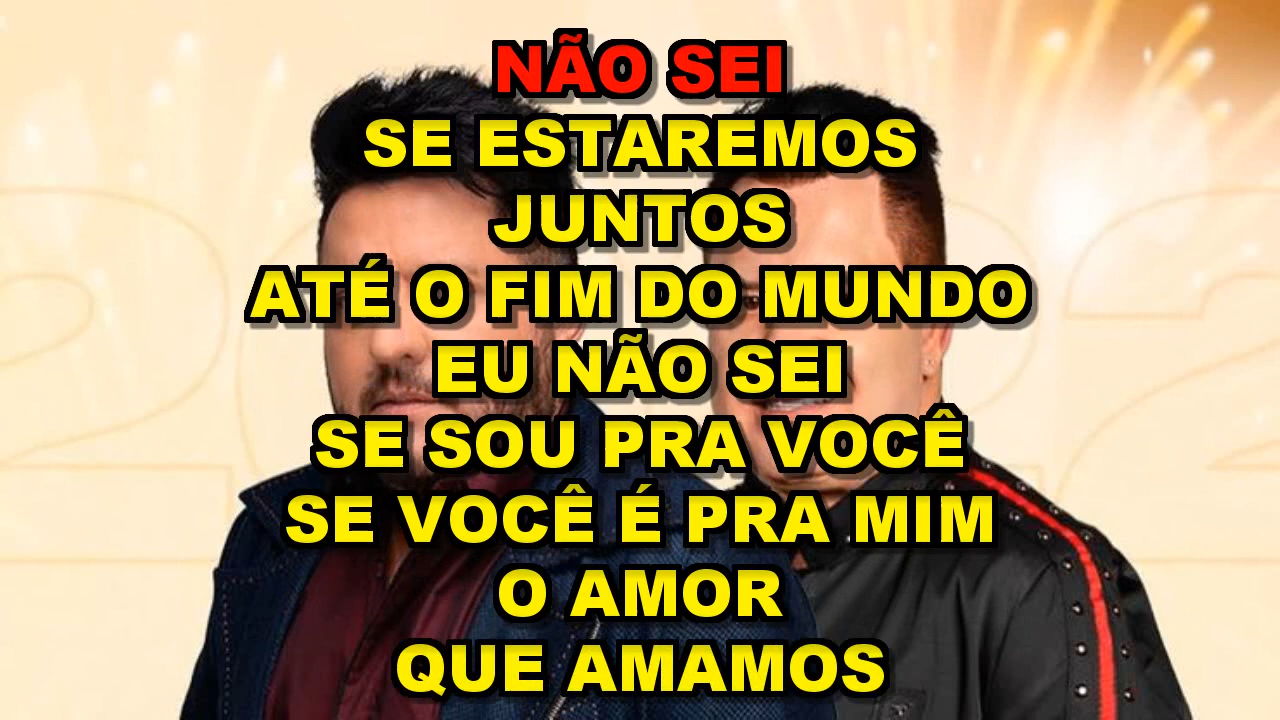 NÃO SEI
SE ESTAREMOS
JUNTOS
ATÉ O FIM DO MUNDO
EU NÃO SEI
SE SOU PRA VOCÊ
SE VOCÊ É PRA MIM
O AMOR
QUE AMAMOS